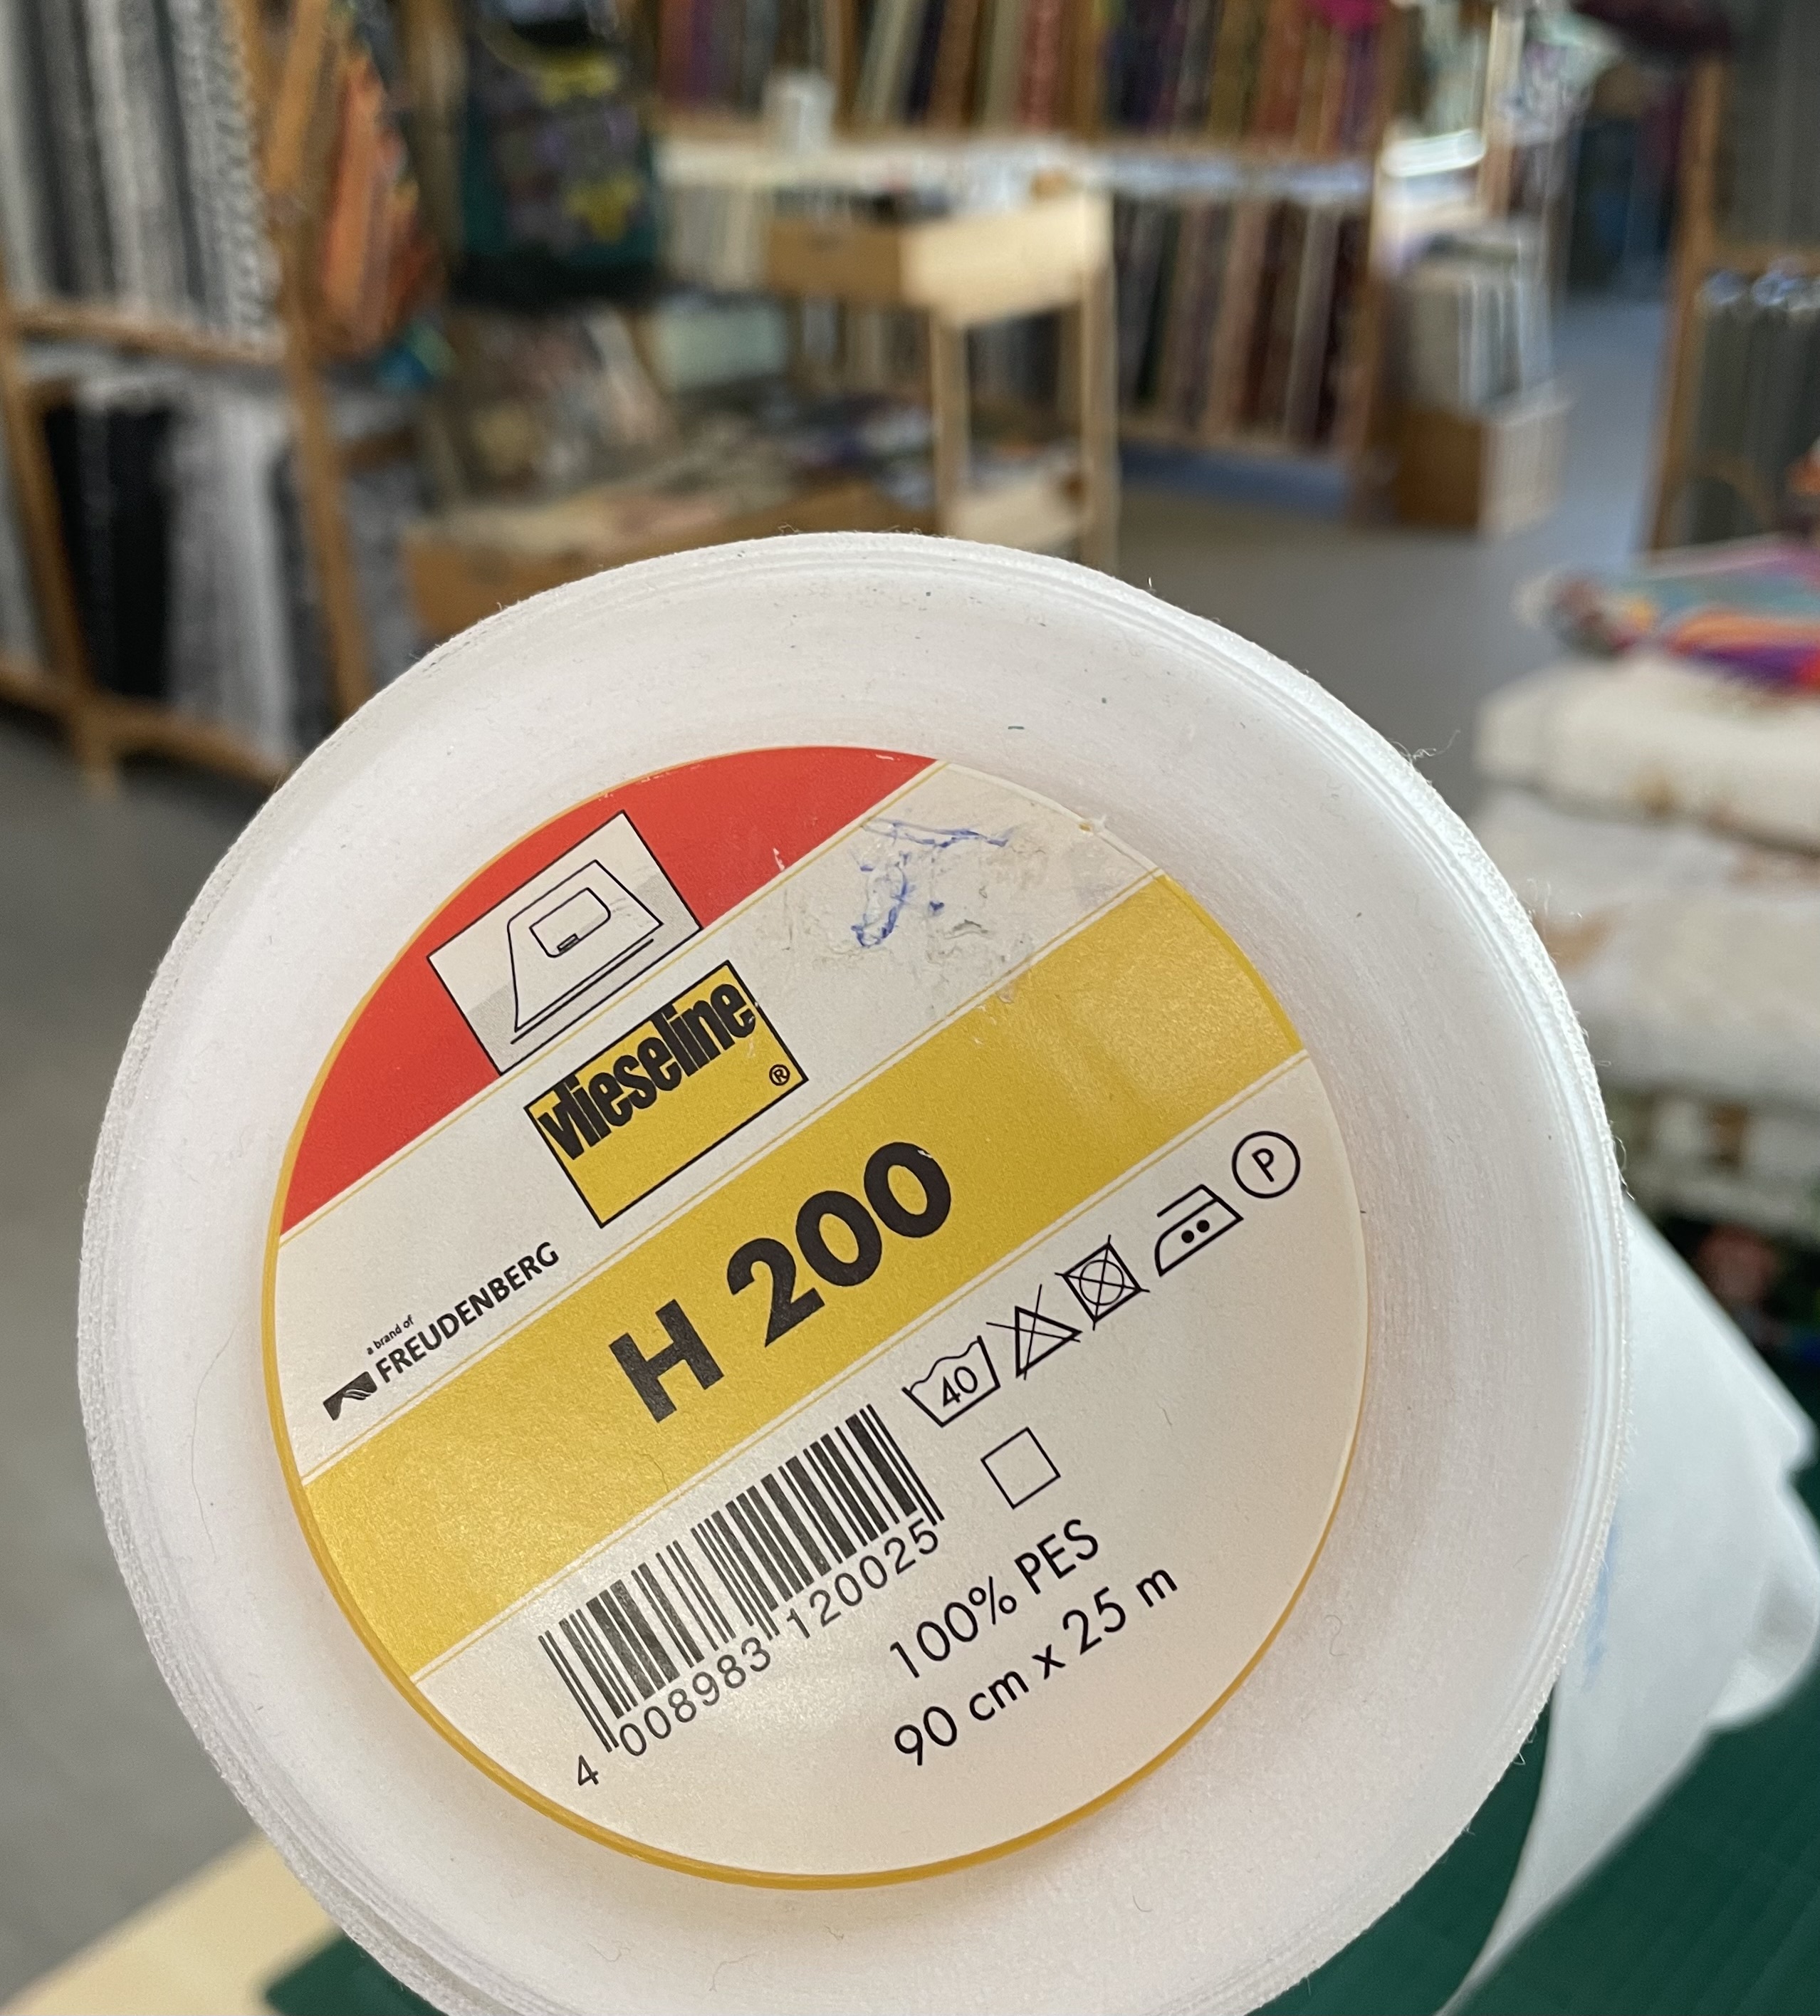 vlieseline
®
a brand of
FREUDENBERG
H 200
40
P
4 008983 120025
100% PES
90 cm x 25 m